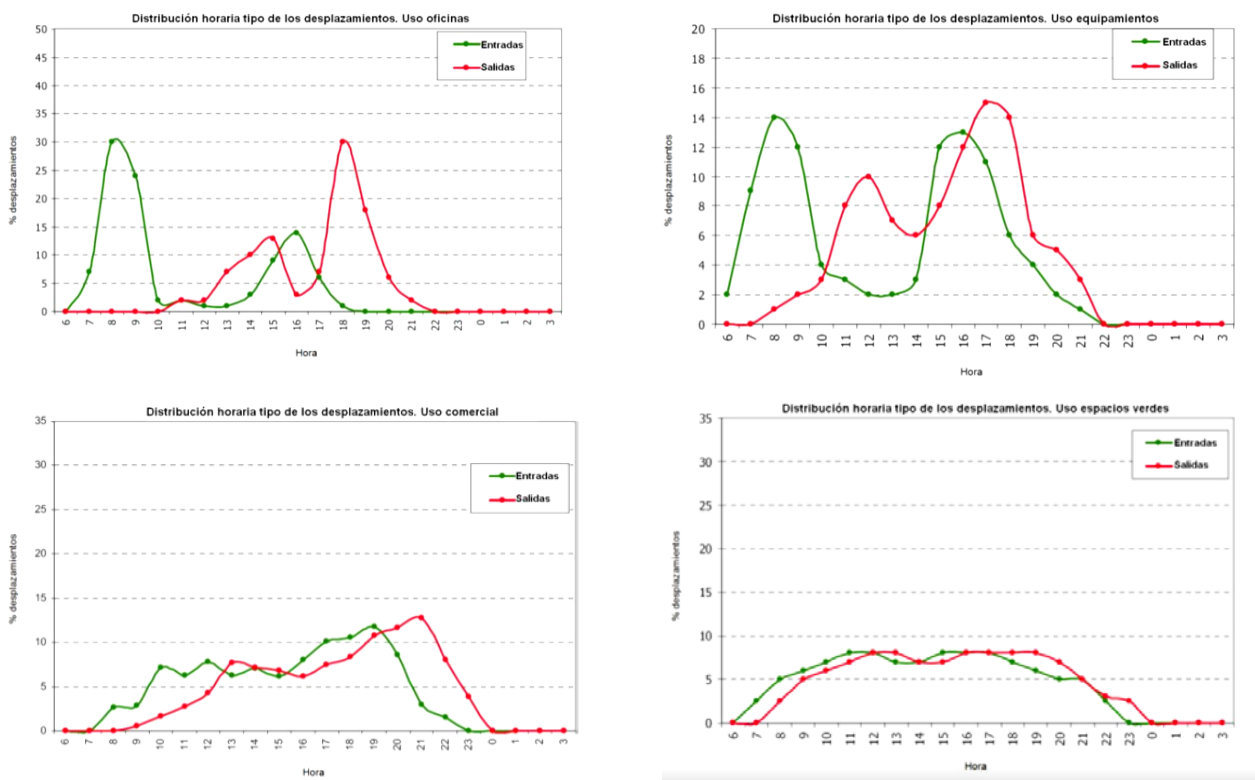 Distribución horaria tipo de los desplazamientos. Uso oficinas
Entradas
Salidas
50
45
40
35
30
25
20
15
10
5
0
% desplazamientos
6 7 8 9 10 11 12 13 14 15 16 17 18 19 20 21 22 23 0 1 2 3
Hora
Distribución horaria tipo de los desplazamientos. Uso equipamientos
Entradas
Salidas
20
18
16
14
12
10
8
6
4
2
0
% desplazamientos
6 7 8 9 10 11 12 13 14 15 16 17 18 19 20 21 22 23 0 1 2 3
Hora
Distribución horaria tipo de los desplazamientos. Uso comercial
Entradas
Salidas
35
30
25
20
15
10
5
0
% desplazamientos
6 7 8 9 10 11 12 13 14 15 16 17 18 19 20 21 22 23 0 1 2 3
Hora
Distribución horaria tipo de los desplazamientos. Uso espacios verdes
Entradas
Salidas
35
30
25
20
15
10
5
0
% desplazamientos
6 7 8 9 10 11 12 13 14 15 16 17 18 19 20 21 22 23 0 1 2 3
Hora